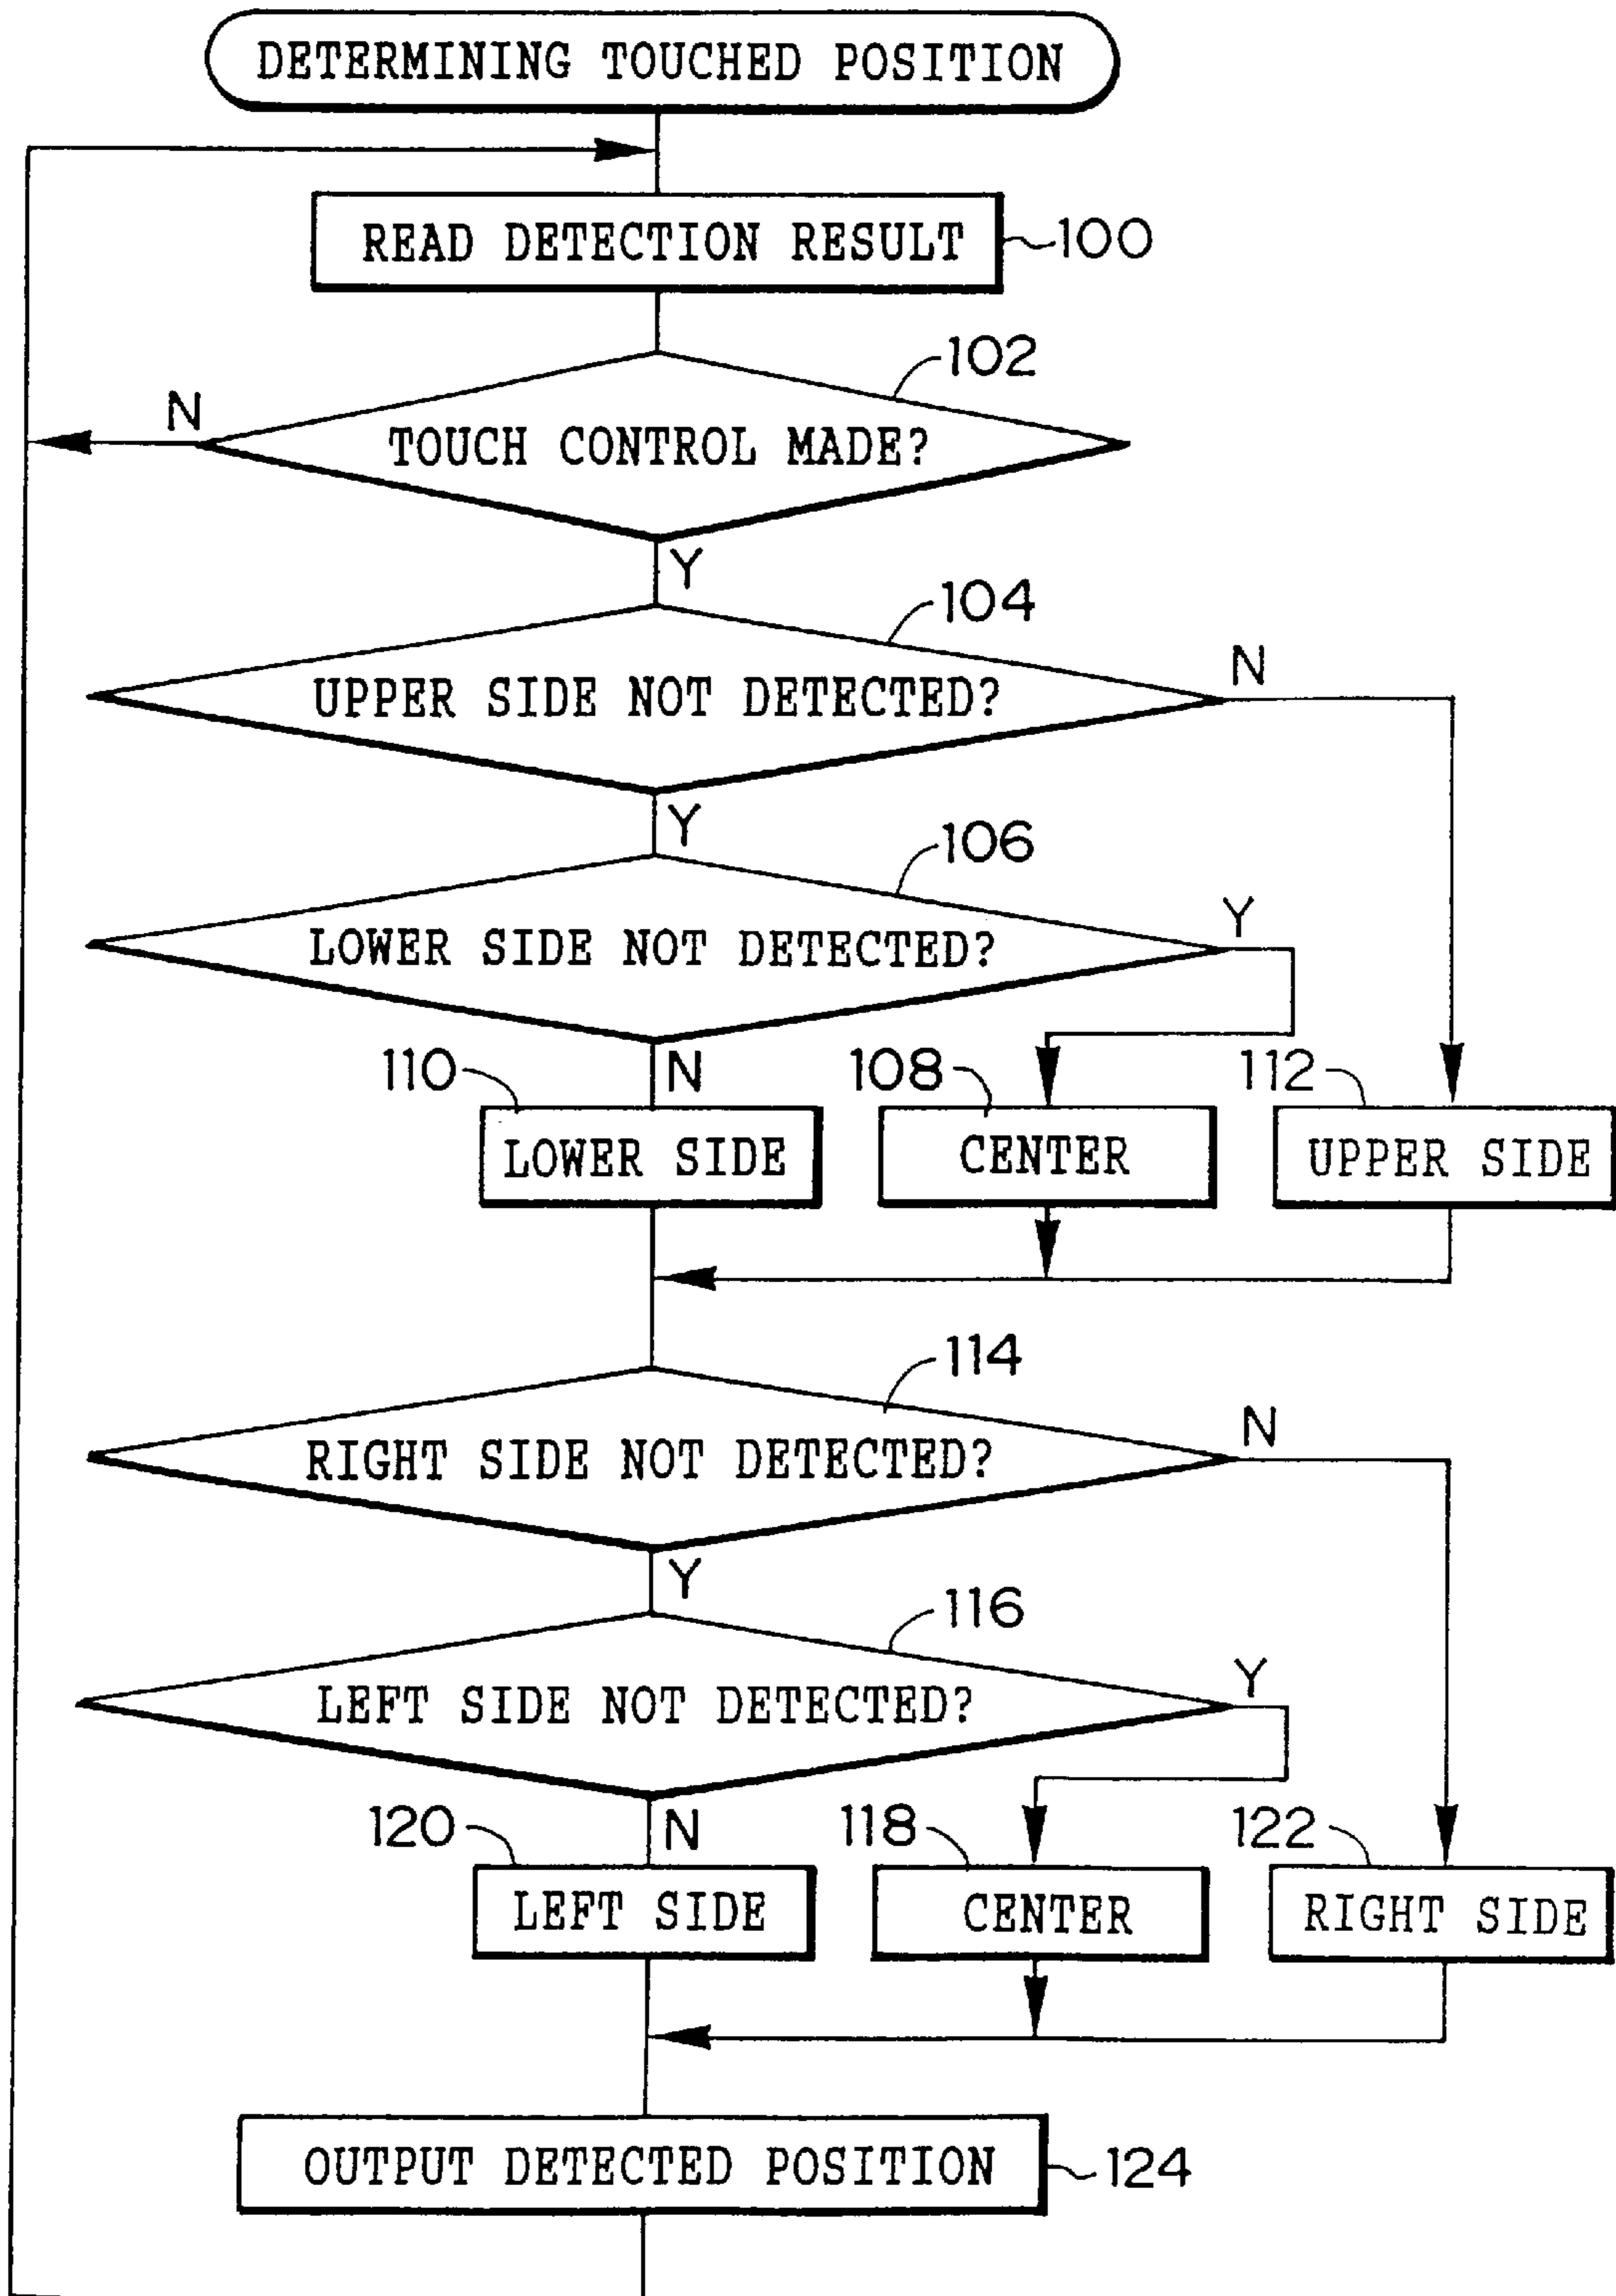 DETERMINING TOUCHED POSITION
READ DETECTION RESULT
100
102
N
TOUCH CONTROL MADE?
Y
104
N
UPPER SIDE NOT DETECTED?
Y
106
Y
LOWER SIDE NOT DETECTED?
N
110
108
112
LOWER SIDE
CENTER
UPPER SIDE
114
N
RIGHT SIDE NOT DETECTED?
Y
116
Y
LEFT SIDE NOT DETECTED?
N
120
118
122
LEFT SIDE
CENTER
RIGHT SIDE
OUTPUT DETECTED POSITION
124